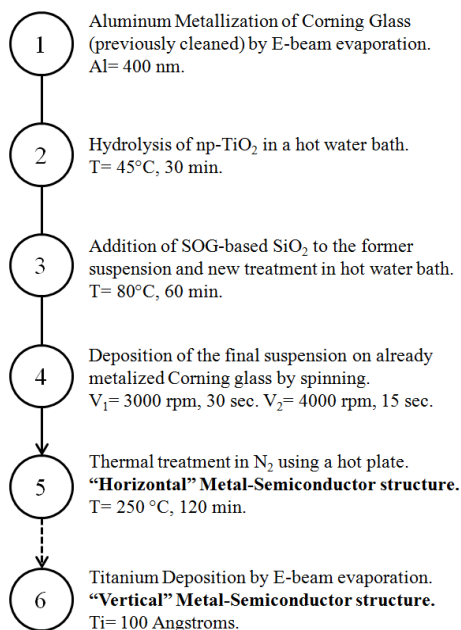 1
Aluminum Metallization of Corning Glass
(previously cleaned) by E-beam evaporation.
Al= 400 nm.
2
Hydrolysis of np-TiO₂ in a hot water bath.
T= 45°C, 30 min.
3
Addition of SOG-based SiO₂ to the former
suspension and new treatment in hot water bath.
T= 80°C, 60 min.
4
Deposition of the final suspension on already
metalized Corning glass by spinning.
V₁= 3000 rpm, 30 sec. V₂= 4000 rpm, 15 sec.
5
Thermal treatment in N₂ using a hot plate.
“Horizontal” Metal-Semiconductor structure.
T= 250 °C, 120 min.
6
Titanium Deposition by E-beam evaporation.
“Vertical” Metal-Semiconductor structure.
Ti= 100 Angstroms.